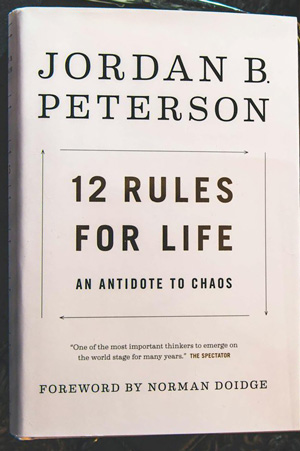 JORDAN B.
PETERSON
12 RULES
FOR LIFE
AN ANTIDOTE TO CHAOS
“One of the most important thinkers to emerge on
the world stage for many years.” THE SPECTATOR
FOREWORD BY NORMAN DOIDGE